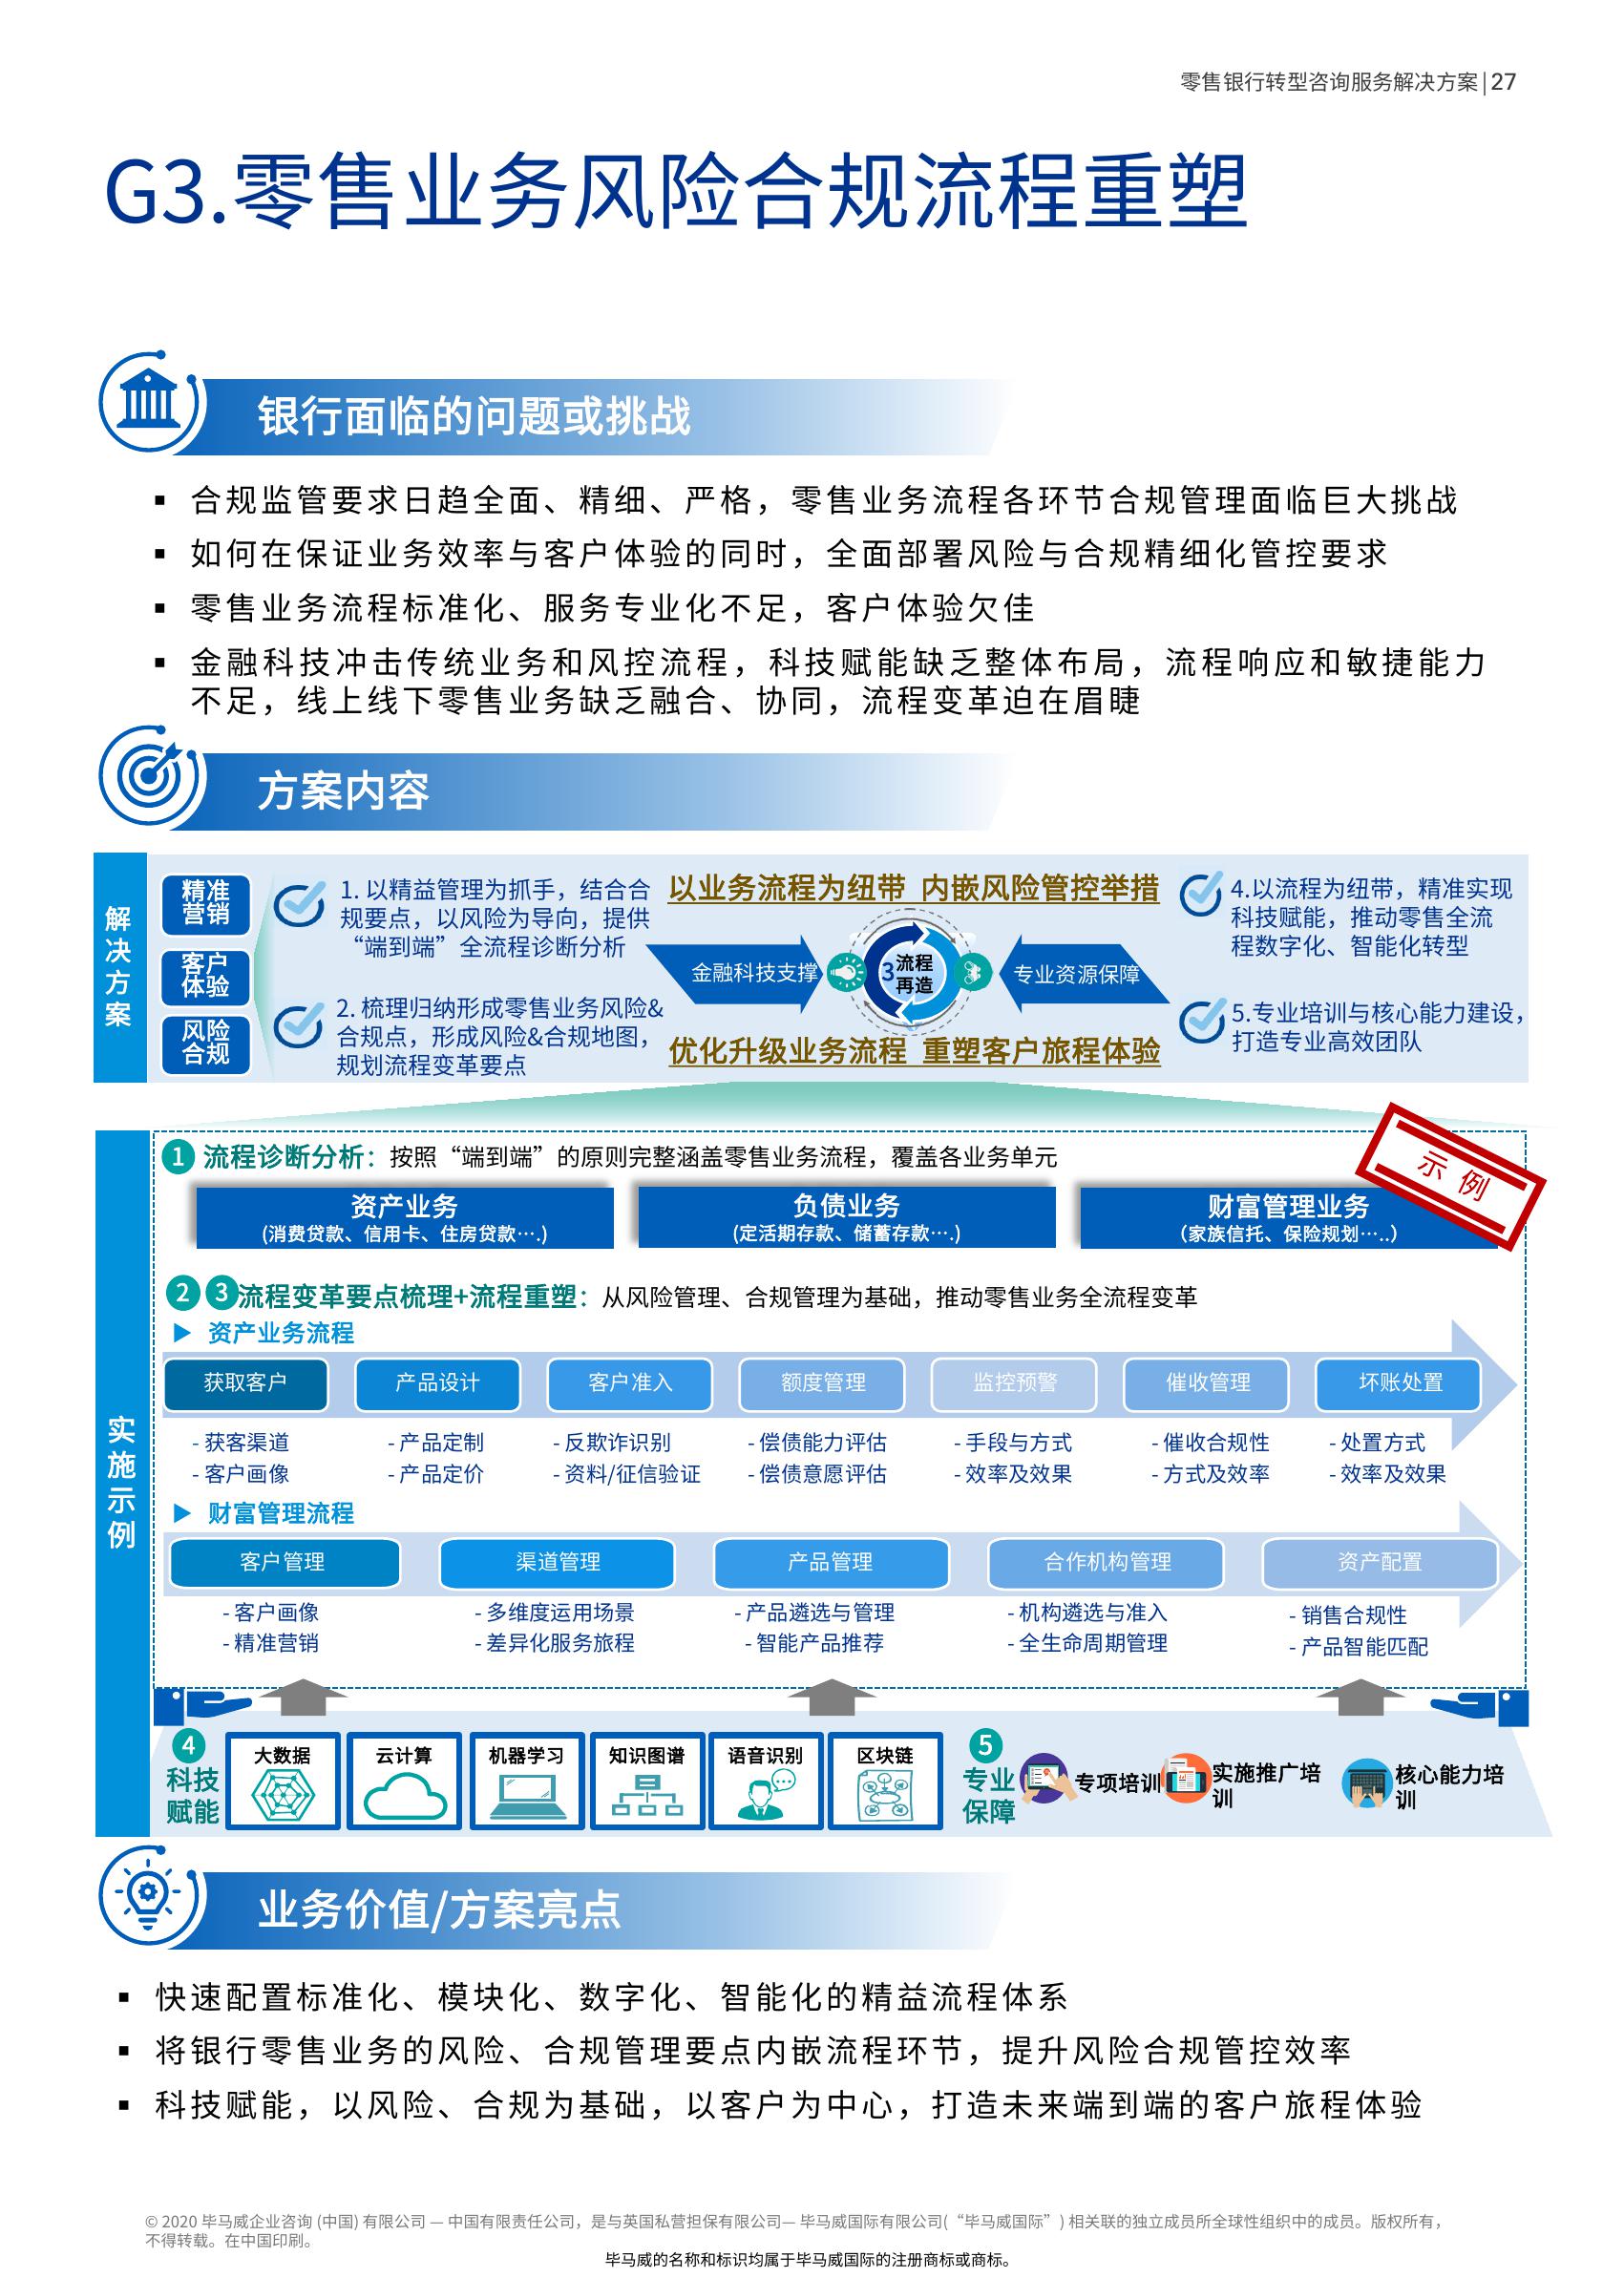 零售银行转型咨询服务解决方案|27
G3.零售业务风险合规流程重塑
银行面临的问题或挑战
▪ 合规监管要求日趋全面、精细、严格，零售业务流程各环节合规管理面临巨大挑战
▪ 如何在保证业务效率与客户体验的同时，全面部署风险与合规精细化管控要求
▪ 零售业务流程标准化、服务专业化不足，客户体验欠佳
▪ 金融科技冲击传统业务和风控流程，科技赋能缺乏整体布局，流程响应和敏捷能力
不足，线上线下零售业务缺乏融合、协同，流程变革迫在眉睫
方案内容
解决方案
精准
营销
客户
体验
风险
合规
1. 以精益管理为抓手，结合合
规要点，以风险为导向，提供
“端到端”全流程诊断分析
2. 梳理归纳形成零售业务风险&
合规点，形成风险&合规地图，
规划流程变革要点
以业务流程为纽带 内嵌风险管控举措
金融科技支撑
3流程
再造
专业资源保障
优化升级业务流程 重塑客户旅程体验
4.以流程为纽带，精准实现
科技赋能，推动零售全流
程数字化、智能化转型
5.专业培训与核心能力建设，
打造专业高效团队
实施示例
示 例
1 流程诊断分析：按照“端到端”的原则完整涵盖零售业务流程，覆盖各业务单元
资产业务
(消费贷款、信用卡、住房贷款….)
负债业务
(定活期存款、储蓄存款….)
财富管理业务
（家族信托、保险规划…..）
2 3流程变革要点梳理+流程重塑：从风险管理、合规管理为基础，推动零售业务全流程变革
▶ 资产业务流程
获取客户 产品设计 客户准入 额度管理 监控预警 催收管理 坏账处置
- 获客渠道 - 产品定制 - 反欺诈识别 - 偿债能力评估 - 手段与方式 - 催收合规性 - 处置方式
- 客户画像 - 产品定价 - 资料/征信验证 - 偿债意愿评估 - 效率及效果 - 方式及效率 - 效率及效果
▶ 财富管理流程
客户管理 渠道管理 产品管理 合作机构管理 资产配置
- 客户画像 - 多维度运用场景 - 产品遴选与管理 - 机构遴选与准入 - 销售合规性
- 精准营销 - 差异化服务旅程 - 智能产品推荐 - 全生命周期管理 - 产品智能匹配
4
科技
赋能
大数据 云计算 机器学习 知识图谱 语音识别 区块链
5
专业
保障
专项培训
实施推广培
训
核心能力培
训
业务价值/方案亮点
▪ 快速配置标准化、模块化、数字化、智能化的精益流程体系
▪ 将银行零售业务的风险、合规管理要点内嵌流程环节，提升风险合规管控效率
▪ 科技赋能，以风险、合规为基础，以客户为中心，打造未来端到端的客户旅程体验
© 2020 毕马威企业咨询 (中国) 有限公司 — 中国有限责任公司，是与英国私营担保有限公司— 毕马威国际有限公司(“毕马威国际”) 相关联的独立成员所全球性组织中的成员。版权所有，
不得转载。在中国印刷。
毕马威的名称和标识均属于毕马威国际的注册商标或商标。